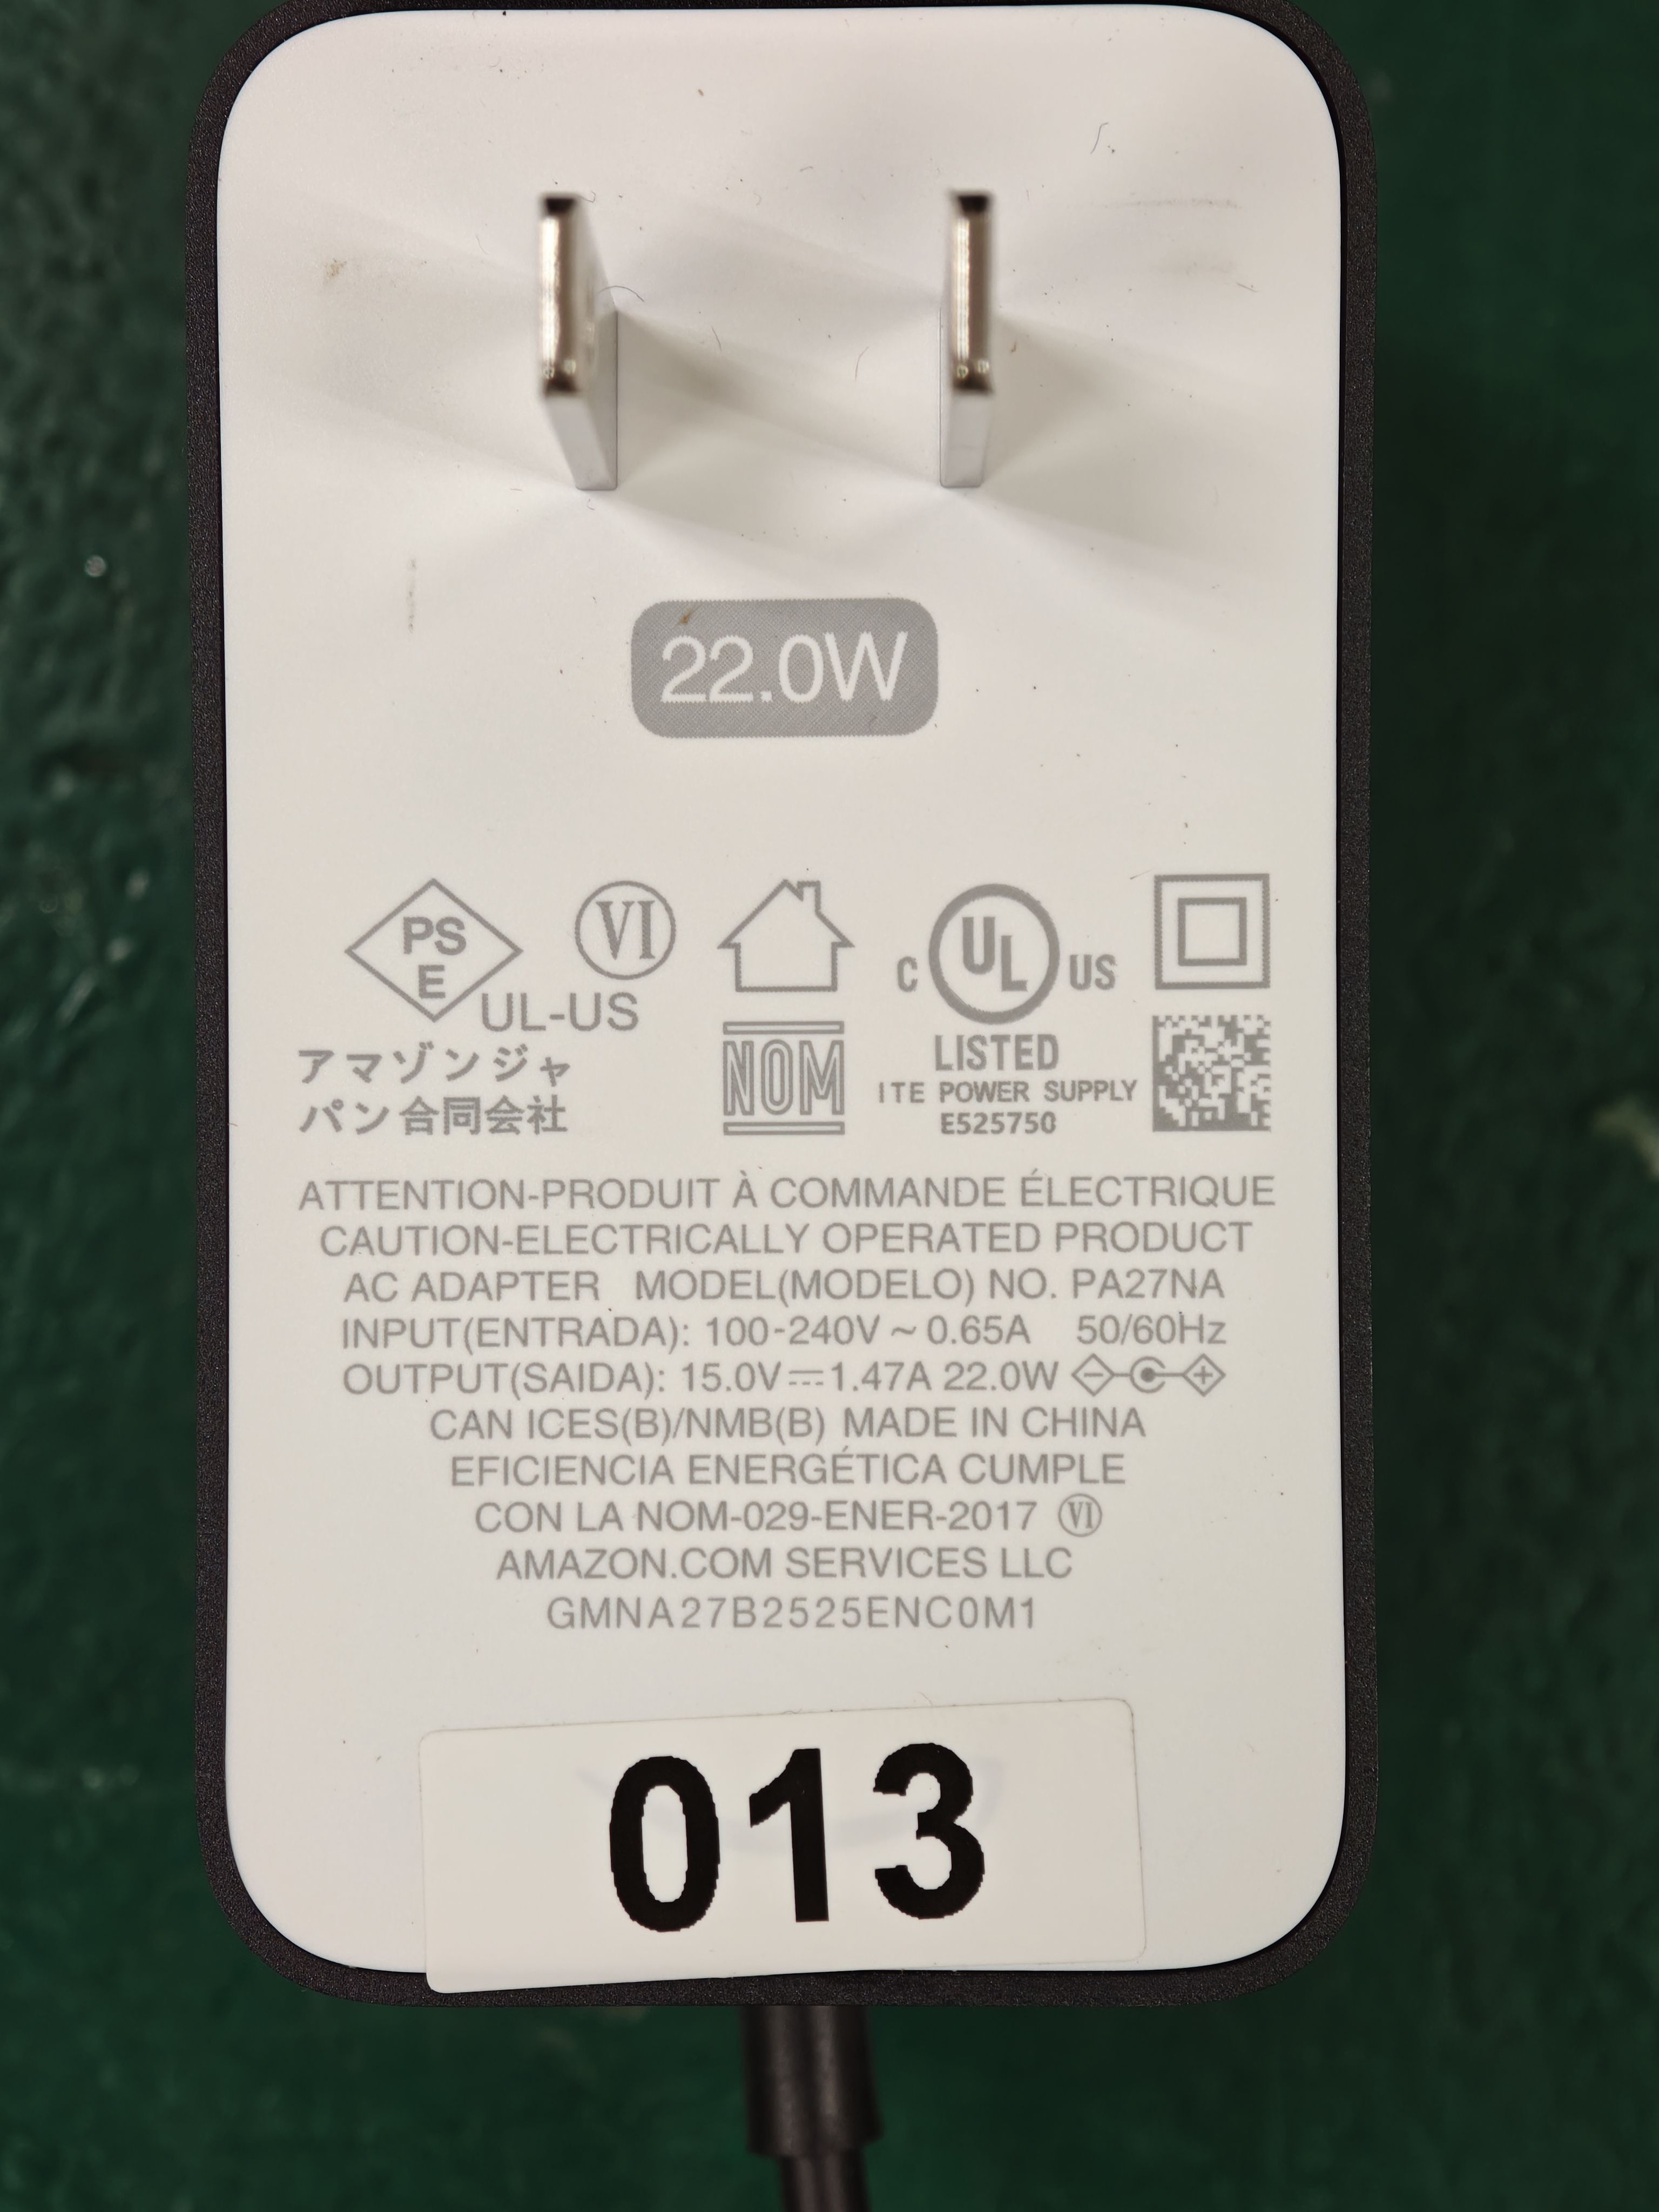 22.0W
PS
E
UL-US
VI
アマゾンジャ
パン合同会社
NOM
C UL US
LISTED
ITE POWER SUPPLY
E525750
ATTENTION-PRODUIT À COMMANDE ÉLECTRIQUE
CAUTION-ELECTRICALLY OPERATED PRODUCT
AC ADAPTER MODEL(MODELO) NO. PA27NA
INPUT(ENTRADA): 100-240V ~ 0.65A 50/60Hz
OUTPUT(SAIDA): 15.0V⎓1.47A 22.0W
CAN ICES(B)/NMB(B) MADE IN CHINA
EFICIENCIA ENERGÉTICA CUMPLE
CON LA NOM-029-ENER-2017 VI
AMAZON.COM SERVICES LLC
GMNA27B2525ENC0M1
013